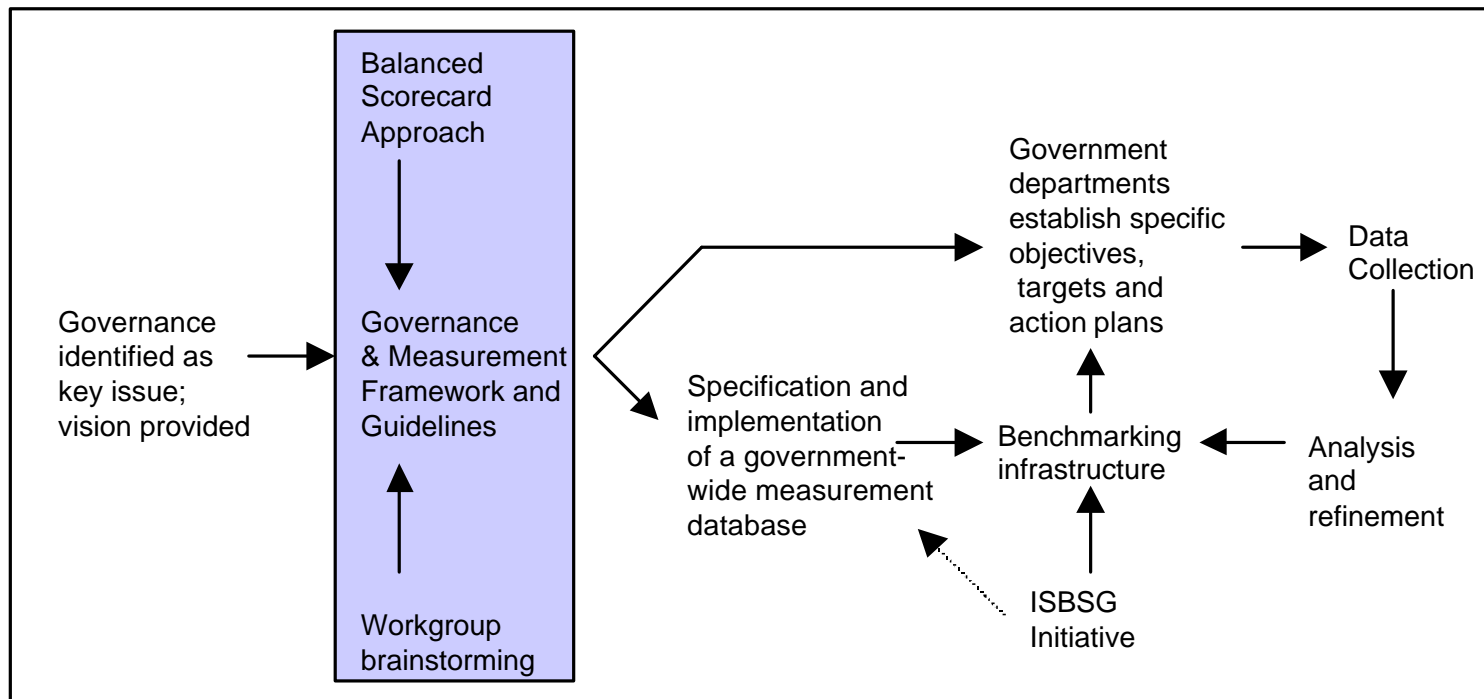 Balanced
Scorecard
Approach
Governance
identified as
key issue;
vision provided
Governance
& Measurement
Framework and
Guidelines
Workgroup
brainstorming
Government
departments
establish specific
objectives,
targets and
action plans
Data
Collection
Specification and
implementation
of a government-
wide measurement
database
Benchmarking
infrastructure
Analysis
and
refinement
ISBSG
Initiative